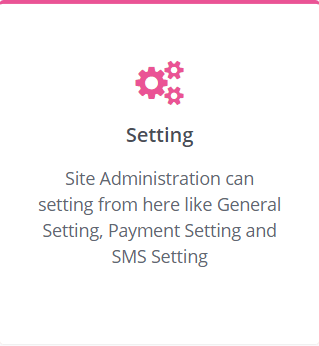 Setting
Site Administration can
setting from here like General
Setting, Payment Setting and
SMS Setting